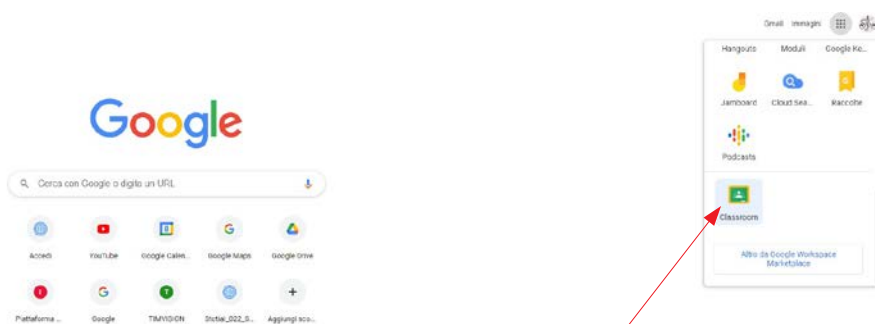 Gmail Immagini
Hangouts Moduli Google Ke...
Jamboard Cloud Sea... Raccolte
Podcasts
Classroom
Altro da Google Workspace
Marketplace
Google
Cerca con Google o digita un URL
Accedi YouTube Google Calen... Google Maps Google Drive
Piattaforma ... Google TIMVISION Aggiungi sco...